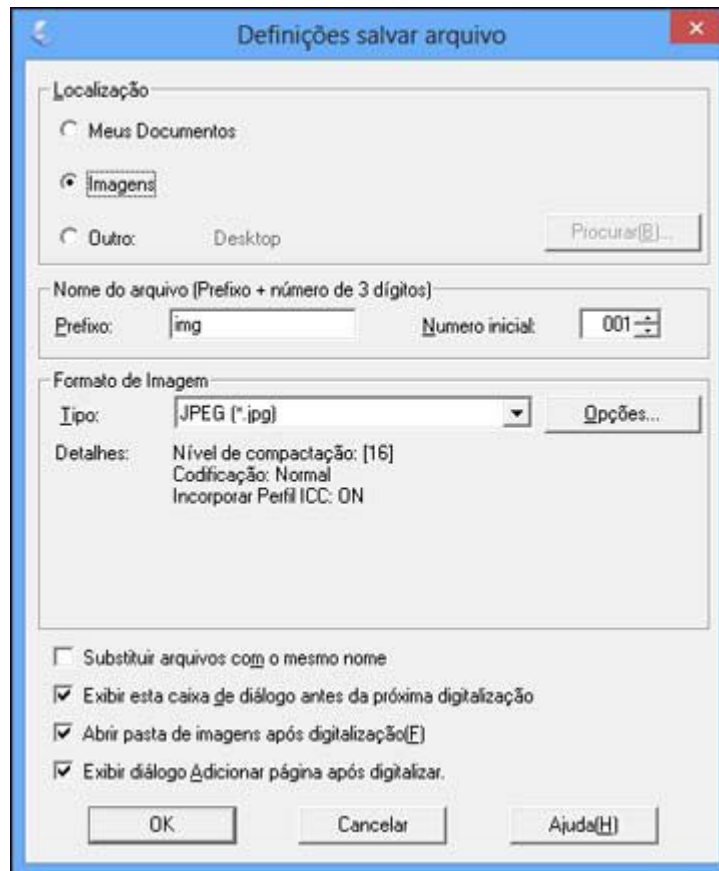 Definições salvar arquivo
Localização
Meus Documentos
Imagens
Outro: Desktop Procurar(B)...
Nome do arquivo (Prefixo + número de 3 dígitos)
Prefixo: img Numero inicial: 001
Formato de Imagem
Tipo: JPEG (*.jpg) Opções...
Detalhes: Nível de compactação: [16]
Codificação: Normal
Incorporar Perfil ICC: ON
Substituir arquivos com o mesmo nome
Exibir esta caixa de diálogo antes da próxima digitalização
Abrir pasta de imagens após digitalização(F)
Exibir diálogo Adicionar página após digitalizar.
OK Cancelar Ajuda(H)